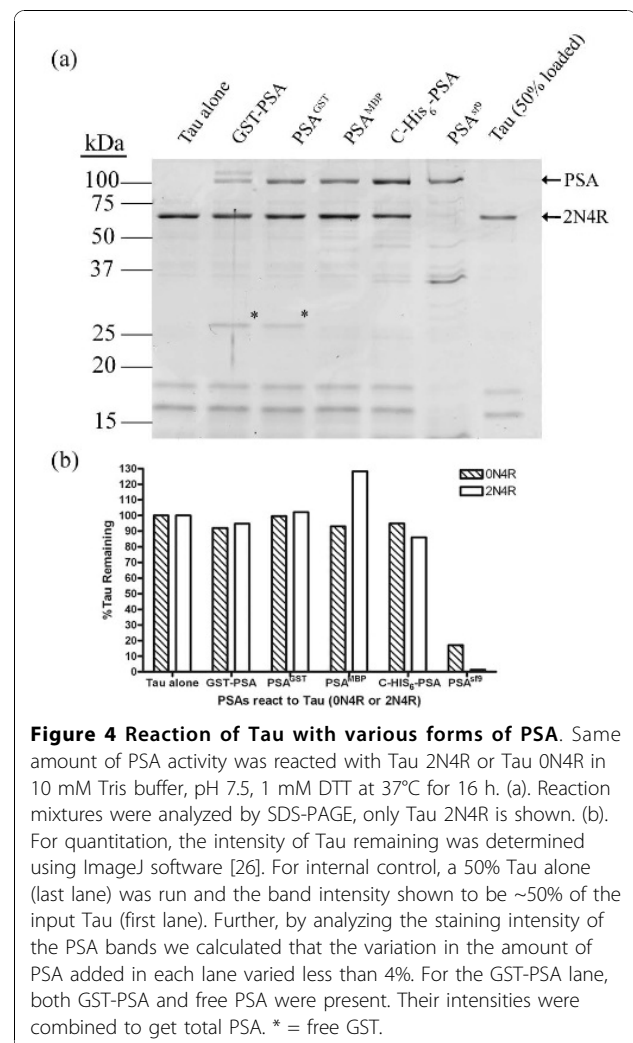 (a)
Tau alone
GST-PSA
PSA^GST
PSA^MBP
C-His6-PSA
PSA^sf9
Tau (50% loaded)
kDa
100
75
50
37
25
20
15
PSA
2N4R
*
*
(b)
130
120
110
100
90
80
70
60
50
40
30
20
10
0
%Tau Remaining
0N4R
2N4R
Tau alone GST-PSA PSA^GST PSA^MBP C-HIS6-PSA PSA^sf9
PSAs react to Tau (0N4R or 2N4R)
Figure 4 Reaction of Tau with various forms of PSA. Same
amount of PSA activity was reacted with Tau 2N4R or Tau 0N4R in
10 mM Tris buffer, pH 7.5, 1 mM DTT at 37°C for 16 h. (a). Reaction
mixtures were analyzed by SDS-PAGE, only Tau 2N4R is shown. (b).
For quantitation, the intensity of Tau remaining was determined
using ImageJ software [26]. For internal control, a 50% Tau alone
(last lane) was run and the band intensity shown to be ~50% of the
input Tau (first lane). Further, by analyzing the staining intensity of
the PSA bands we calculated that the variation in the amount of
PSA added in each lane varied less than 4%. For the GST-PSA lane,
both GST-PSA and free PSA were present. Their intensities were
combined to get total PSA. * = free GST.